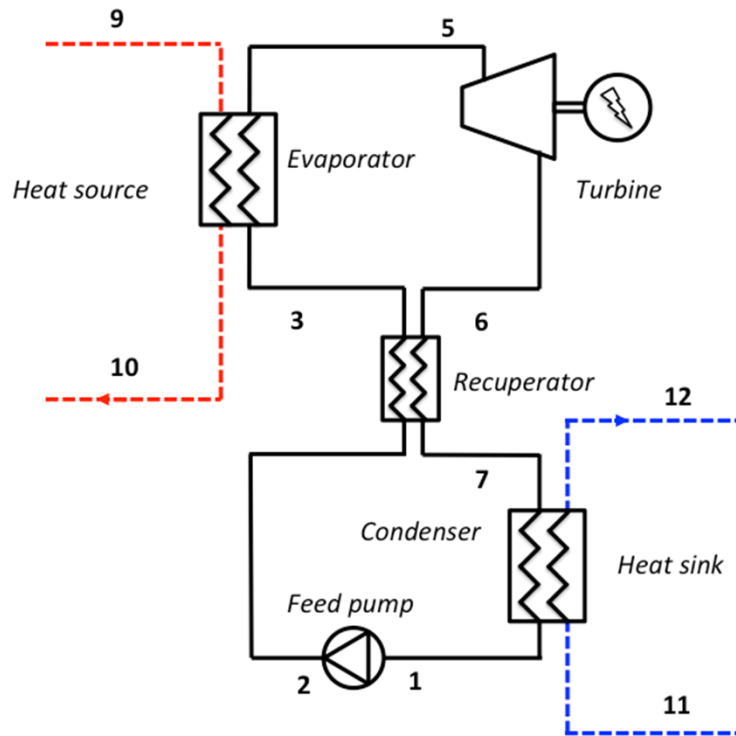 9
5
Evaporator
Heat source
Turbine
3
6
10
Recuperator
12
7
Condenser
Heat sink
Feed pump
2
1
11